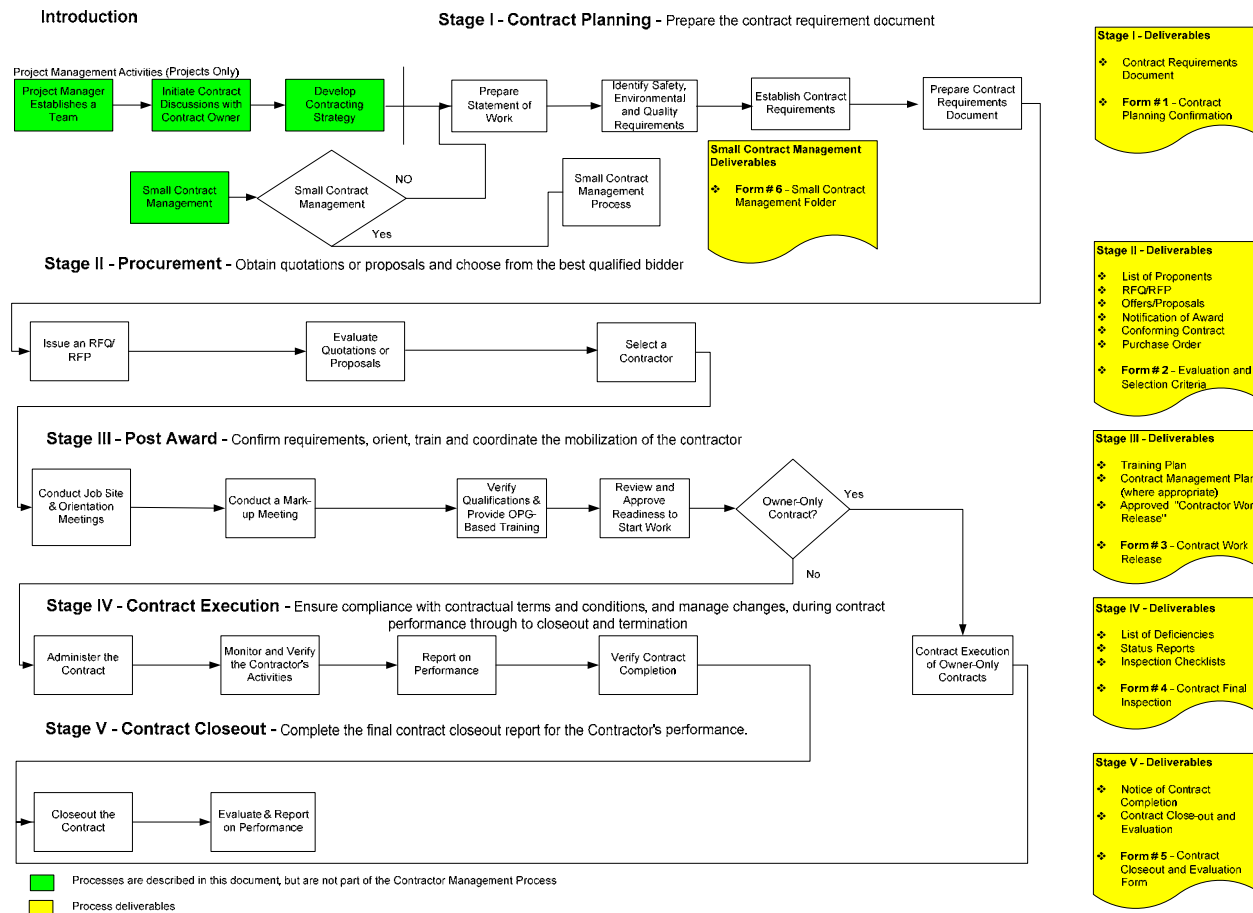 Introduction
Stage I - Contract Planning - Prepare the contract requirement document
Project Management Activities (Projects Only)
Project Manager
Establishes a
Team
Initiate Contract
Discussions with
Contract Owner
Develop
Contracting
Strategy
Prepare
Statement of
Work
Identify Safety,
Environmental
and Quality
Requirements
Establish Contract
Requirements
Prepare Contract
Requirements
Document
Small Contract
Management
Small Contract
Management
NO
Yes
Small Contract
Management
Process
Small Contract Management
Deliverables
❖ Form # 6 - Small Contract
Management Folder
Stage I - Deliverables
❖ Contract Requirements
Document
❖ Form # 1 - Contract
Planning Confirmation
Stage II - Procurement - Obtain quotations or proposals and choose from the best qualified bidder
Issue an RFQ/
RFP
Evaluate
Quotations or
Proposals
Select a
Contractor
Stage II - Deliverables
❖ List of Proponents
❖ RFQ/RFP
❖ Offers/Proposals
❖ Notification of Award
❖ Conforming Contract
❖ Purchase Order
❖ Form # 2 - Evaluation and
Selection Criteria
Stage III - Post Award - Confirm requirements, orient, train and coordinate the mobilization of the contractor
Conduct Job Site
& Orientation
Meetings
Conduct a Mark-
up Meeting
Verify
Qualifications &
Provide OPG-
Based Training
Review and
Approve
Readiness to
Start Work
Owner-Only
Contract?
Yes
No
Stage III - Deliverables
❖ Training Plan
❖ Contract Management Plan
(where appropriate)
❖ Approved "Contractor Work
Release"
❖ Form # 3 - Contract Work
Release
Stage IV - Contract Execution - Ensure compliance with contractual terms and conditions, and manage changes, during contract
performance through to closeout and termination
Administer the
Contract
Monitor and Verify
the Contractor's
Activities
Report on
Performance
Verify Contract
Completion
Contract Execution
of Owner-Only
Contracts
Stage IV - Deliverables
❖ List of Deficiencies
❖ Status Reports
❖ Inspection Checklists
❖ Form # 4 - Contract Final
Inspection
Stage V - Contract Closeout - Complete the final contract closeout report for the Contractor's performance.
Closeout the
Contract
Evaluate & Report
on Performance
Stage V - Deliverables
❖ Notice of Contract
Completion
❖ Contract Close-out and
Evaluation
❖ Form # 5 - Contract
Closeout and Evaluation
Form
Processes are described in this document, but are not part of the Contractor Management Process
Process deliverables